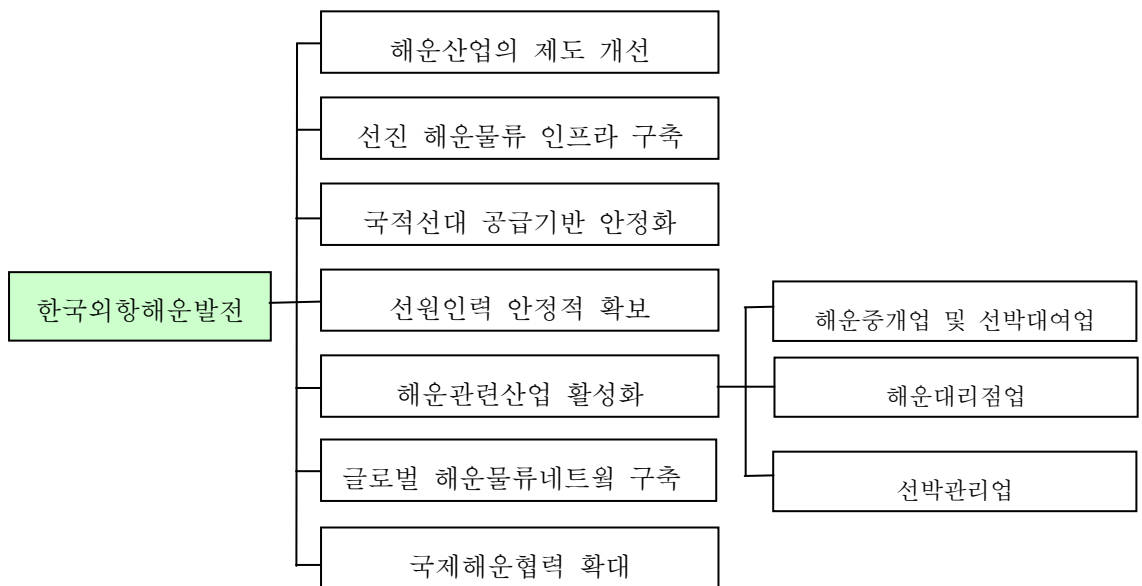 해운산업의 제도 개선
선진 해운물류 인프라 구축
국적선대 공급기반 안정화
한국외항해운발전
선원인력 안정적 확보
해운중개업 및 선박대여업
해운관련산업 활성화
해운대리점업
글로벌 해운물류네트웤 구축
선박관리업
국제해운협력 확대